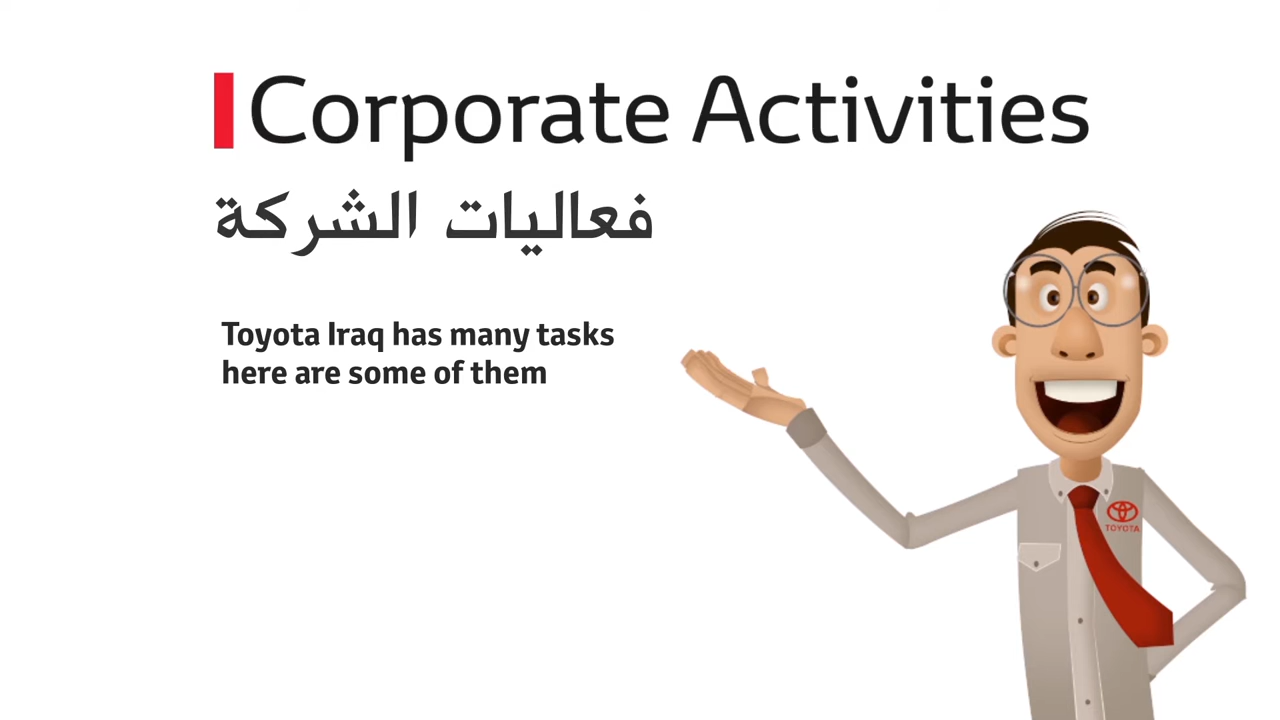 Corporate Activities
فعاليات الشركة
Toyota Iraq has many tasks
here are some of them
TOYOTA